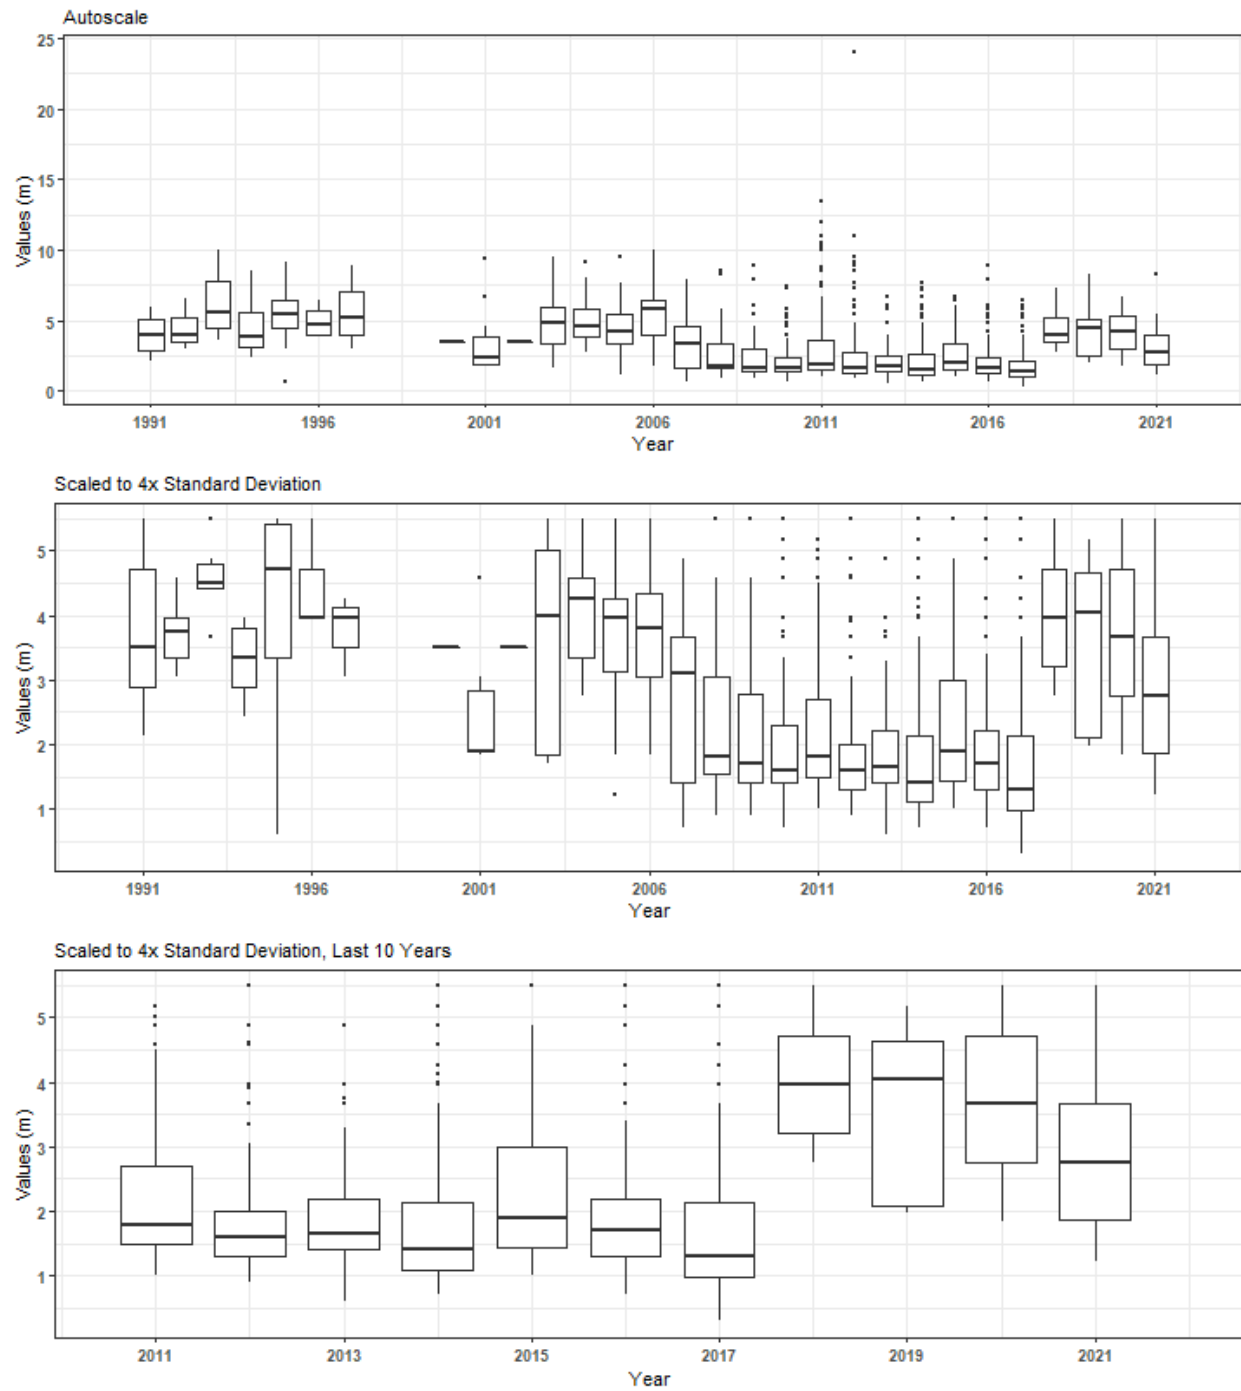 Autoscale
25
20
15
10
5
0
Values (m)
1991 1996 2001 2006 2011 2016 2021
Year
Scaled to 4x Standard Deviation
5
4
3
2
1
Values (m)
1991 1996 2001 2006 2011 2016 2021
Year
Scaled to 4x Standard Deviation, Last 10 Years
5
4
3
2
1
Values (m)
2011 2013 2015 2017 2019 2021
Year